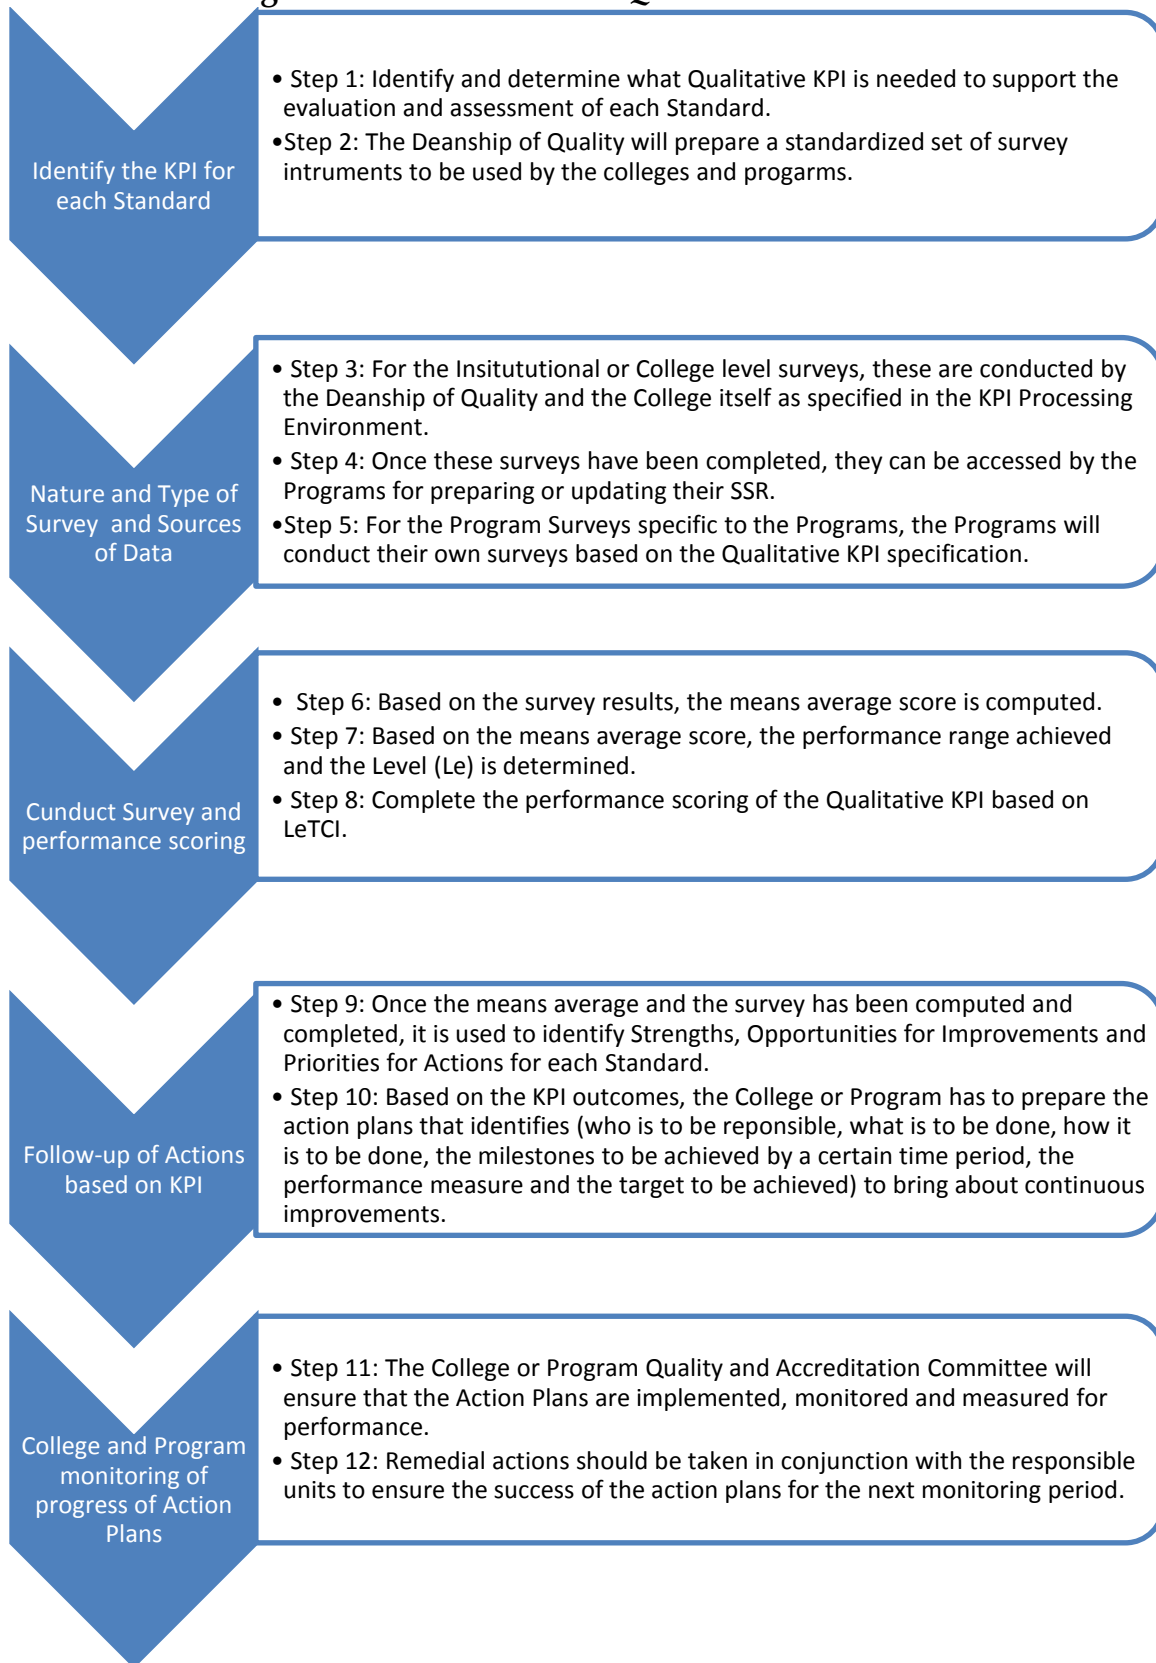 Identify the KPI for
each Standard
• Step 1: Identify and determine what Qualitative KPI is needed to support the
evaluation and assessment of each Standard.
•Step 2: The Deanship of Quality will prepare a standardized set of survey
intruments to be used by the colleges and progarms.
Nature and Type of
Survey and Sources
of Data
• Step 3: For the Insitututional or College level surveys, these are conducted by
the Deanship of Quality and the College itself as specified in the KPI Processing
Environment.
• Step 4: Once these surveys have been completed, they can be accessed by the
Programs for preparing or updating their SSR.
•Step 5: For the Program Surveys specific to the Programs, the Programs will
conduct their own surveys based on the Qualitative KPI specification.
Cunduct Survey and
performance scoring
• Step 6: Based on the survey results, the means average score is computed.
• Step 7: Based on the means average score, the performance range achieved
and the Level (Le) is determined.
• Step 8: Complete the performance scoring of the Qualitative KPI based on
LeTCI.
Follow-up of Actions
based on KPI
• Step 9: Once the means average and the survey has been computed and
completed, it is used to identify Strengths, Opportunities for Improvements and
Priorities for Actions for each Standard.
• Step 10: Based on the KPI outcomes, the College or Program has to prepare the
action plans that identifies (who is to be reponsible, what is to be done, how it
is to be done, the milestones to be achieved by a certain time period, the
performance measure and the target to be achieved) to bring about continuous
improvements.
College and Program
monitoring of
progress of Action
Plans
• Step 11: The College or Program Quality and Accreditation Committee will
ensure that the Action Plans are implemented, monitored and measured for
performance.
• Step 12: Remedial actions should be taken in conjunction with the responsible
units to ensure the success of the action plans for the next monitoring period.